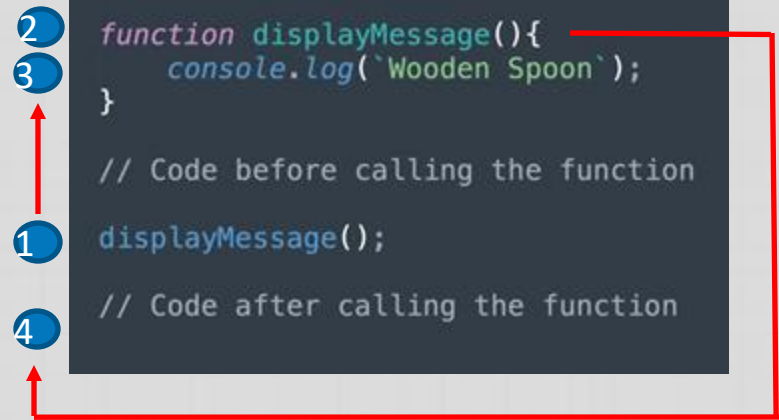 2 function displayMessage(){
3 console.log(`Wooden Spoon`);
}
// Code before calling the function
1 displayMessage();
// Code after calling the function
4